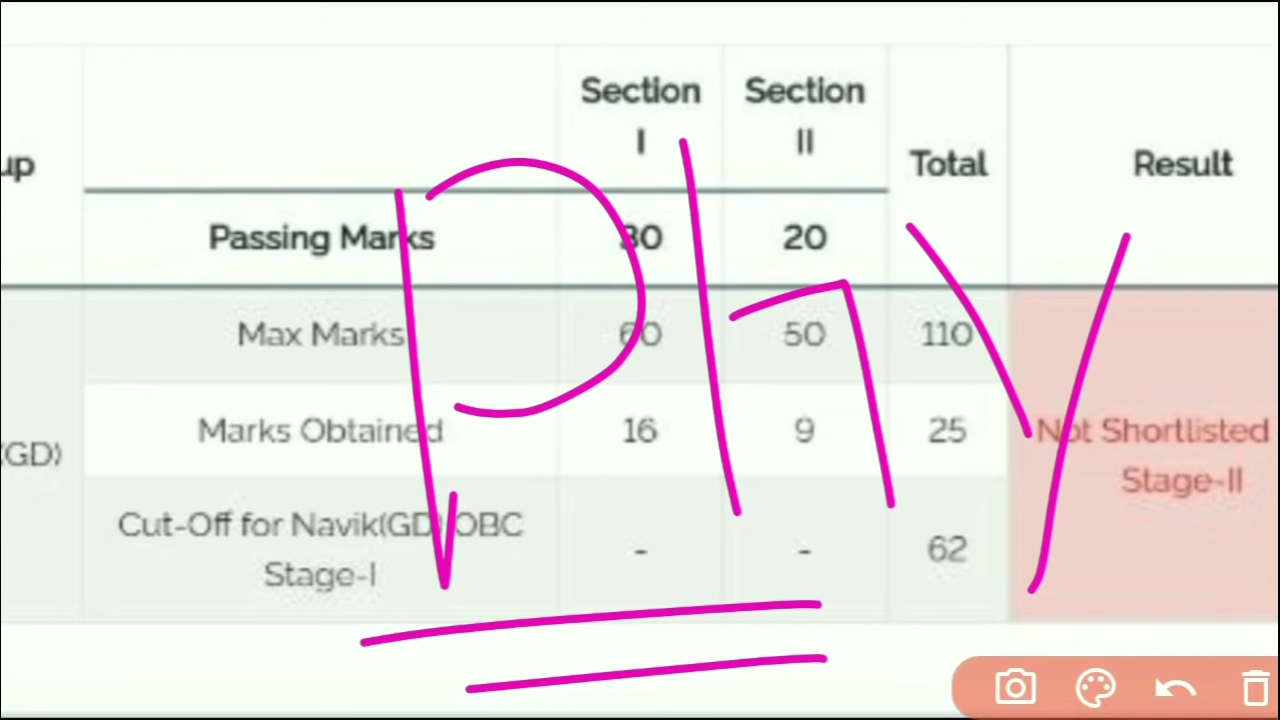 up
Section I
Section II
Total
Result
Passing Marks 30 20
Max Marks 60 50 110
(GD)
Marks Obtained 16 9 25
Not Shortlisted
Stage-II
Cut-Off for Navik(GD) OBC
Stage-I
- - 62
PHY